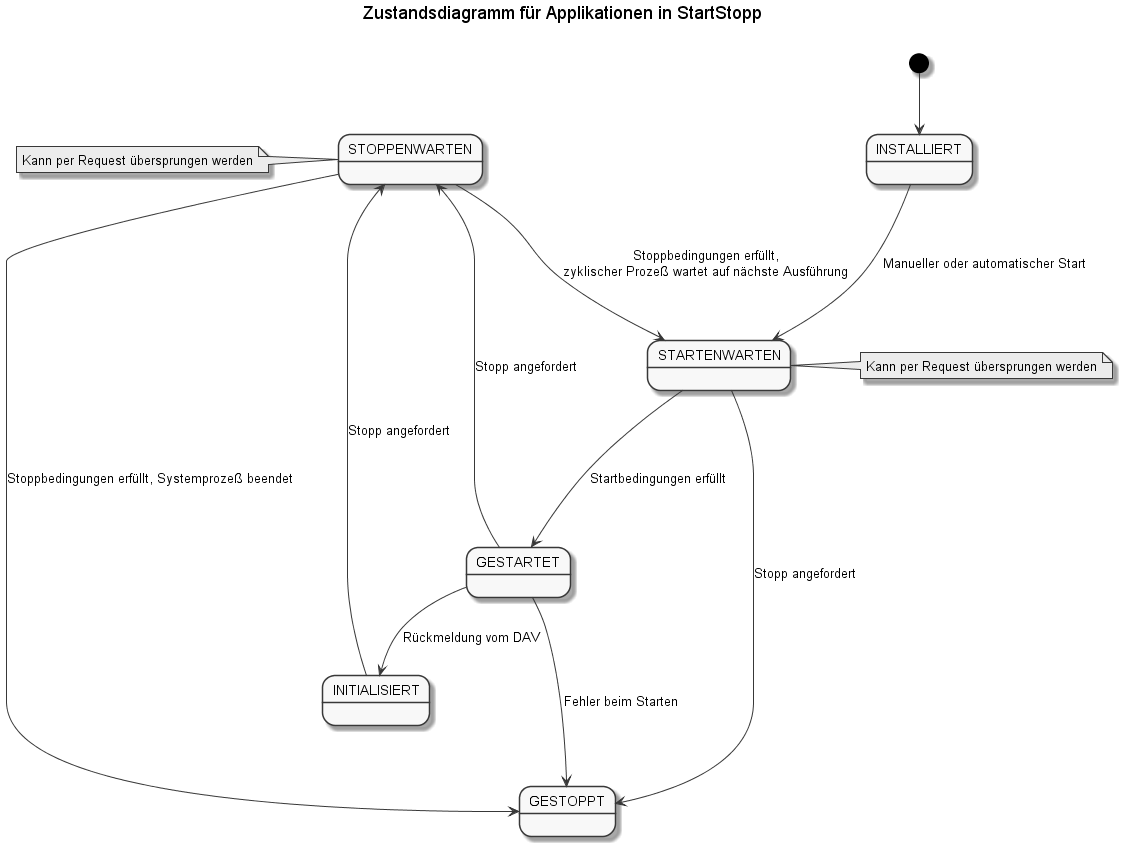 Zustandsdiagramm für Applikationen in StartStopp
STOPPENWARTEN
INSTALLIERT
Kann per Request übersprungen werden
Stoppbedingungen erfüllt,
zyklischer Prozeß wartet auf nächste Ausführung
Manueller oder automatischer Start
STARTENWARTEN
Kann per Request übersprungen werden
Stopp angefordert
Stopp angefordert
Stoppbedingungen erfüllt, Systemprozeß beendet
Startbedingungen erfüllt
GESTARTET
Stopp angefordert
Rückmeldung vom DAV
INITIALISIERT
Fehler beim Starten
GESTOPPT